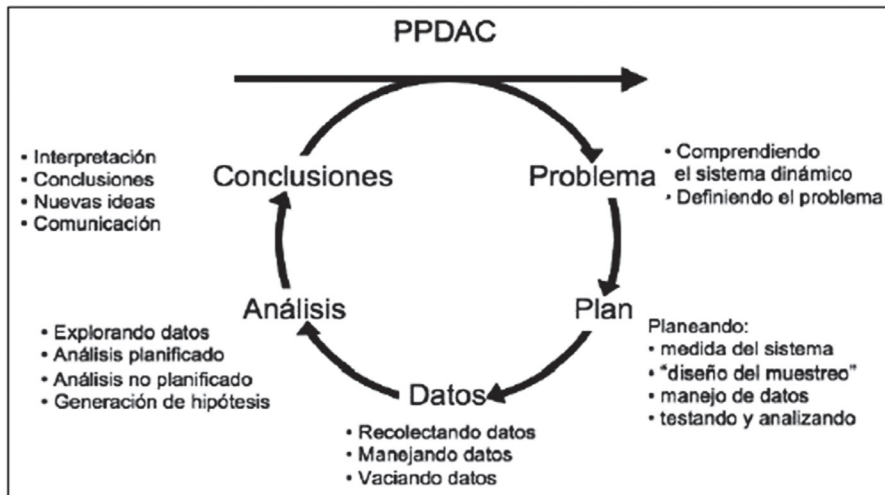 PPDAC
Problema
• Comprendiendo
el sistema dinámico
• Definiendo el problema
Plan
Planeando:
• medida del sistema
• “diseño del muestreo”
• manejo de datos
• testando y analizando
Datos
• Recolectando datos
• Manejando datos
• Vaciando datos
Análisis
• Explorando datos
• Análisis planificado
• Análisis no planificado
• Generación de hipótesis
Conclusiones
• Interpretación
• Conclusiones
• Nuevas ideas
• Comunicación